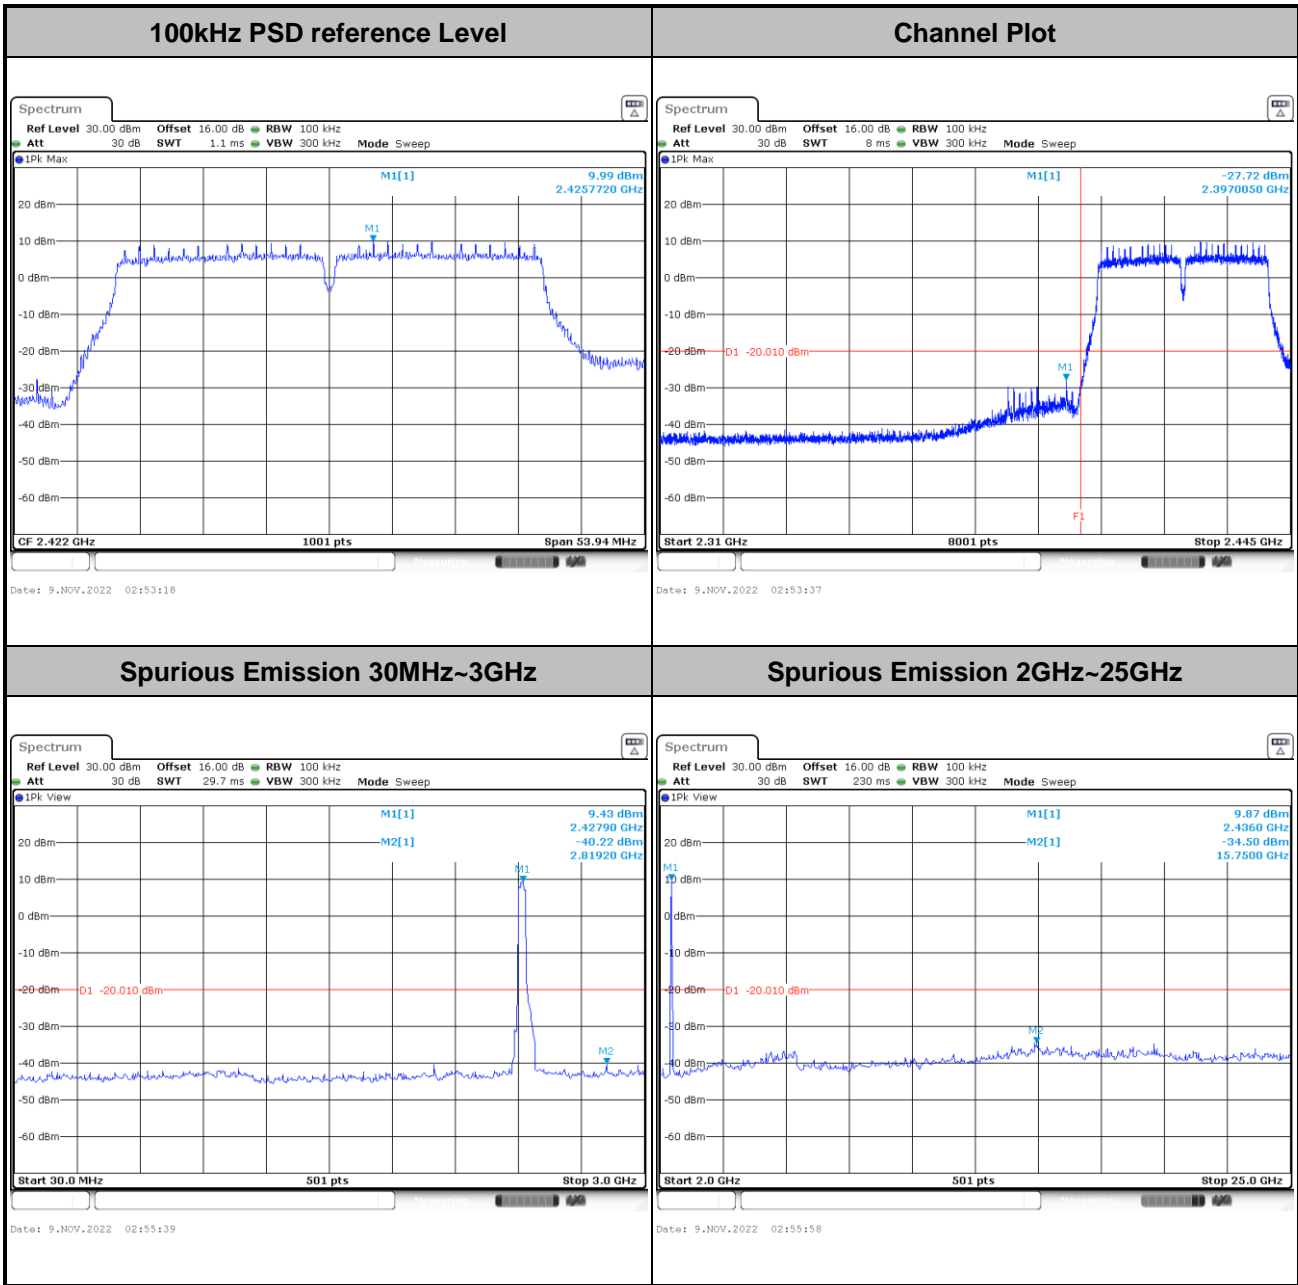 100kHz PSD reference Level
Spectrum
Ref Level 30.00 dBm Offset 16.00 dB RBW 100 kHz
Att 30 dB SWT 1.1 ms VBW 300 kHz Mode Sweep
1Pk Max
M1[1] 9.99 dBm
2.4257720 GHz
20 dBm
M1
10 dBm
0 dBm
-10 dBm
-20 dBm
-30 dBm
-40 dBm
-50 dBm
-60 dBm
CF 2.422 GHz 1001 pts Span 53.94 MHz
Measuring...
Date: 9.NOV.2022 02:53:18
Channel Plot
Spectrum
Ref Level 30.00 dBm Offset 16.00 dB RBW 100 kHz
Att 30 dB SWT 8 ms VBW 300 kHz Mode Sweep
1Pk Max
M1[1] -27.72 dBm
2.3970050 GHz
20 dBm
10 dBm
0 dBm
-10 dBm
-20 dBm D1 -20.010 dBm
M1
-30 dBm
-40 dBm
-50 dBm
-60 dBm
F1
Start 2.31 GHz 8001 pts Stop 2.445 GHz
Measuring...
Date: 9.NOV.2022 02:53:37
Spurious Emission 30MHz~3GHz
Spectrum
Ref Level 30.00 dBm Offset 16.00 dB RBW 100 kHz
Att 30 dB SWT 29.7 ms VBW 300 kHz Mode Sweep
1Pk View
M1[1] 9.43 dBm
2.42790 GHz
M2[1] -40.22 dBm
2.81920 GHz
20 dBm
M1
10 dBm
0 dBm
-10 dBm
-20 dBm D1 -20.010 dBm
-30 dBm
M2
-40 dBm
-50 dBm
-60 dBm
Start 30.0 MHz 501 pts Stop 3.0 GHz
Measuring...
Date: 9.NOV.2022 02:55:39
Spurious Emission 2GHz~25GHz
Spectrum
Ref Level 30.00 dBm Offset 16.00 dB RBW 100 kHz
Att 30 dB SWT 230 ms VBW 300 kHz Mode Sweep
1Pk View
M1[1] 9.87 dBm
2.4360 GHz
M2[1] -34.50 dBm
15.7500 GHz
20 dBm
M1
10 dBm
0 dBm
-10 dBm
-20 dBm D1 -20.010 dBm
-30 dBm
M2
-40 dBm
-50 dBm
-60 dBm
Start 2.0 GHz 501 pts Stop 25.0 GHz
Measuring...
Date: 9.NOV.2022 02:55:58